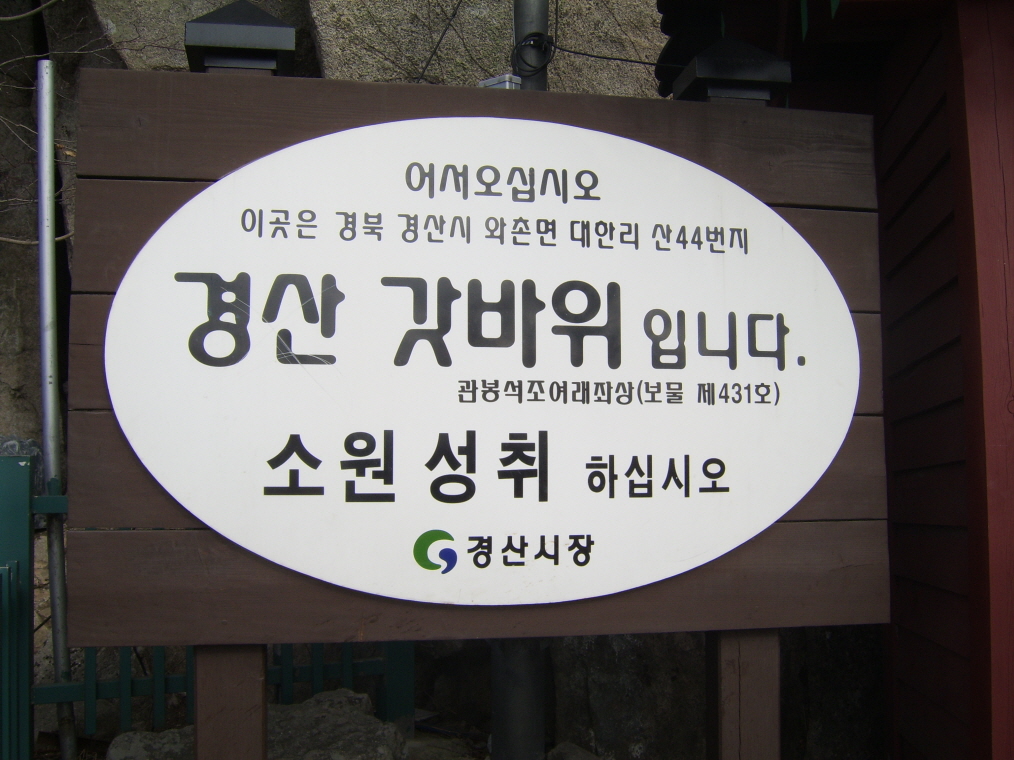 어서오십시오
이곳은 경북 경산시 와촌면 대한리 산44번지
경산 갓바위 입니다.
관봉석조여래좌상(보물 제431호)
소원성취 하십시오
경산시장